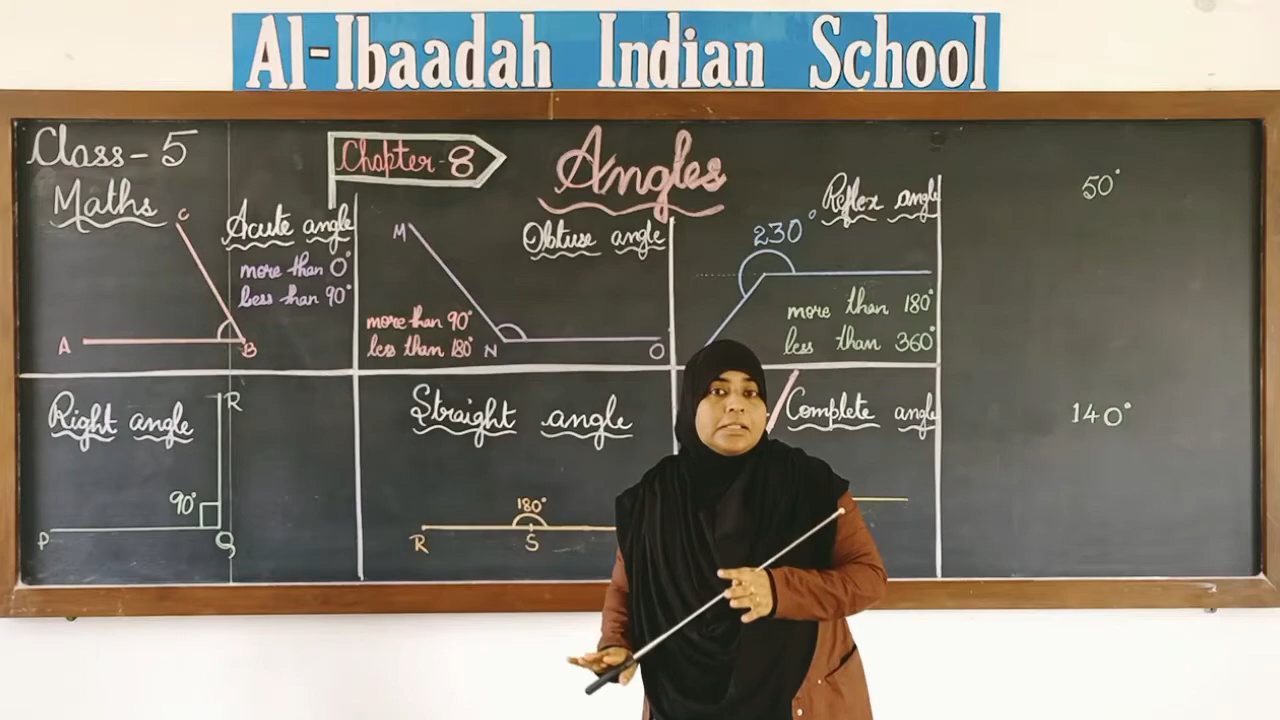 Al-Ibaadah Indian School
Class-5
Maths
Chapter-8
Angles
C
Acute angle
more than 0°
less than 90°
A
B
M
Obtuse angle
more than 90°
less than 180°
N
O
Reflex angle
230°
more than 180°
less than 360°
50°
Right angle
R
90°
P
Q
Straight angle
180°
R
S
Complete angle
140°